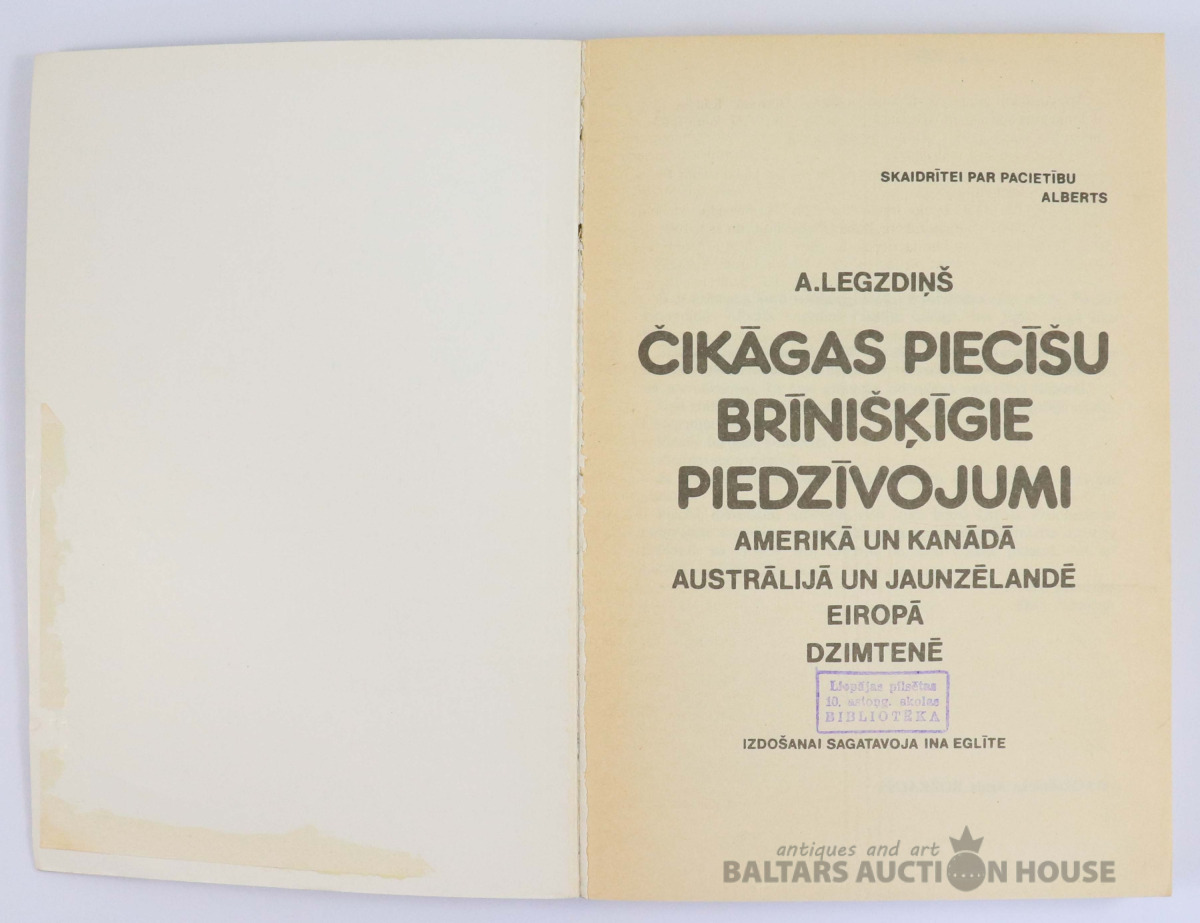 SKAIDRĪTEI PAR PACIETĪBU
ALBERTS
A.LEGZDIŅŠ
ČIKĀGAS PIECĪŠU
BRĪNIŠĶĪGIE
PIEDZĪVOJUMI
AMERIKĀ UN KANĀDĀ
AUSTRĀLIJĀ UN JAUNZĒLANDĒ
EIROPĀ
DZIMTENĒ
Liepājas pilsētas
10. astoņg. skolas
BIBLIOTĒKA
IZDOŠANAI SAGATAVOJA INA EGLĪTE
antiques and art
BALTARS AUCTION HOUSE